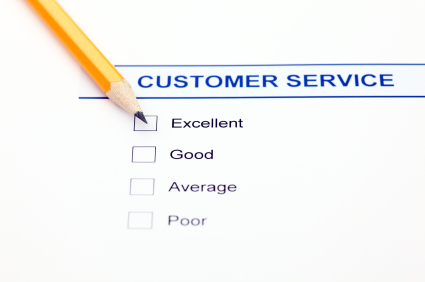 CUSTOMER SERVICE
Excellent
Good
Average
Poor